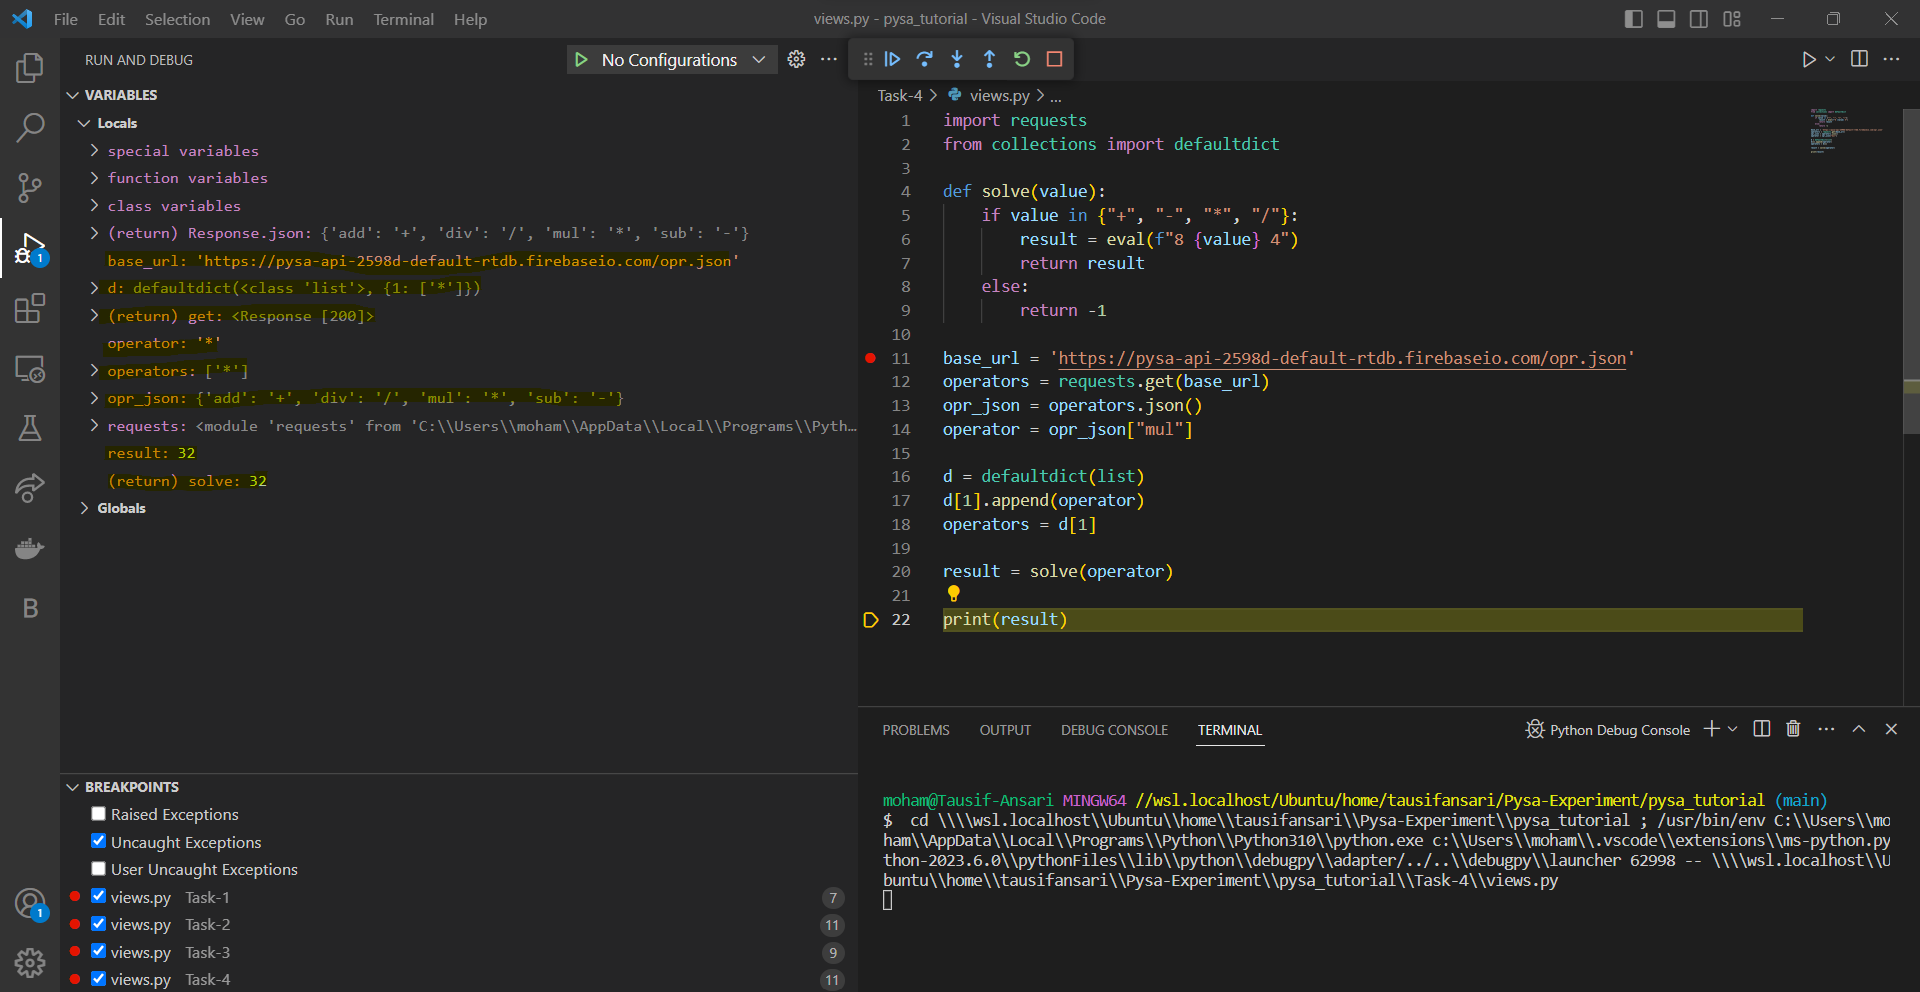 File Edit Selection View Go Run Terminal Help
views.py - pysa_tutorial - Visual Studio Code
RUN AND DEBUG
No Configurations
VARIABLES
Locals
special variables
function variables
class variables
(return) Response.json: {'add': '+', 'div': '/', 'mul': '*', 'sub': '-'}
base_url: 'https://pysa-api-2598d-default-rtdb.firebaseio.com/opr.json'
d: defaultdict(<class 'list'>, {1: ['*']})
(return) get: <Response [200]>
operator: '*'
operators: ['*']
opr_json: {'add': '+', 'div': '/', 'mul': '*', 'sub': '-'}
requests: <module 'requests' from 'C:\\Users\\moham\\AppData\\Local\\Programs\\Pyth…
result: 32
(return) solve: 32
Globals
BREAKPOINTS
Raised Exceptions
Uncaught Exceptions
User Uncaught Exceptions
views.py Task-1 7
views.py Task-2 11
views.py Task-3 9
views.py Task-4 11
1
B
1
Task-4 > views.py > ...
1 import requests
2 from collections import defaultdict
3
4 def solve(value):
5 if value in {"+", "-", "*", "/"}:
6 result = eval(f"8 {value} 4")
7 return result
8 else:
9 return -1
10
11 base_url = 'https://pysa-api-2598d-default-rtdb.firebaseio.com/opr.json'
12 operators = requests.get(base_url)
13 opr_json = operators.json()
14 operator = opr_json["mul"]
15
16 d = defaultdict(list)
17 d[1].append(operator)
18 operators = d[1]
19
20 result = solve(operator)
21
22 print(result)
PROBLEMS OUTPUT DEBUG CONSOLE TERMINAL
Python Debug Console
moham@Tausif-Ansari MINGW64 //wsl.localhost/Ubuntu/home/tausifansari/Pysa-Experiment/pysa_tutorial (main)
$ cd \\\\wsl.localhost\\Ubuntu\\home\\tausifansari\\Pysa-Experiment\\pysa_tutorial ; /usr/bin/env C:\\Users\\mo
ham\\AppData\\Local\\Programs\\Python\\Python310\\python.exe c:\\Users\\moham\\.vscode\\extensions\\ms-python.py
thon-2023.6.0\\pythonFiles\\lib\\python\\debugpy\\adapter/../..\\debugpy\\launcher 62998 -- \\\\wsl.localhost\\U
buntu\\home\\tausifansari\\Pysa-Experiment\\pysa_tutorial\\Task-4\\views.py